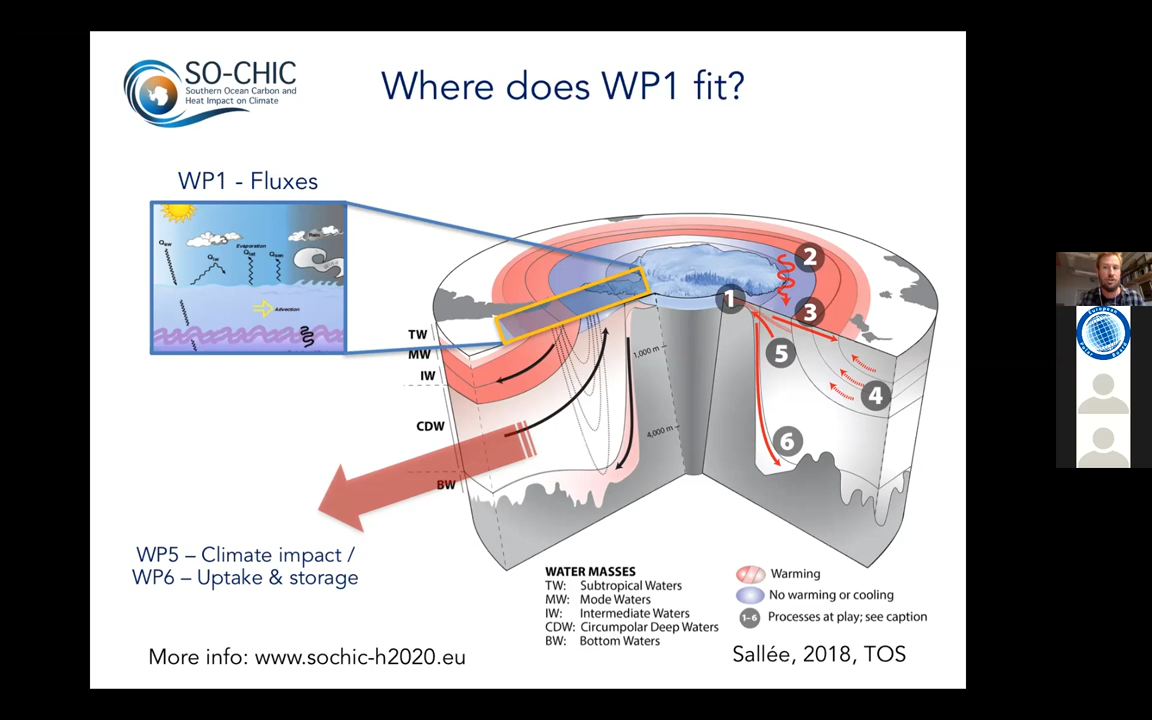 SO-CHIC
Southern Ocean Carbon and
Heat Impact on Climate
Where does WP1 fit?
WP1 - Fluxes
Evaporation
Rain
Advection
1
2
3
4
5
6
TW
MW
IW
CDW
BW
1,000 m
4,000 m
WP5 – Climate impact /
WP6 – Uptake & storage
WATER MASSES
TW: Subtropical Waters
MW: Mode Waters
IW: Intermediate Waters
CDW: Circumpolar Deep Waters
BW: Bottom Waters
Warming
No warming or cooling
1–6 Processes at play; see caption
More info: www.sochic-h2020.eu
Sallée, 2018, TOS
European